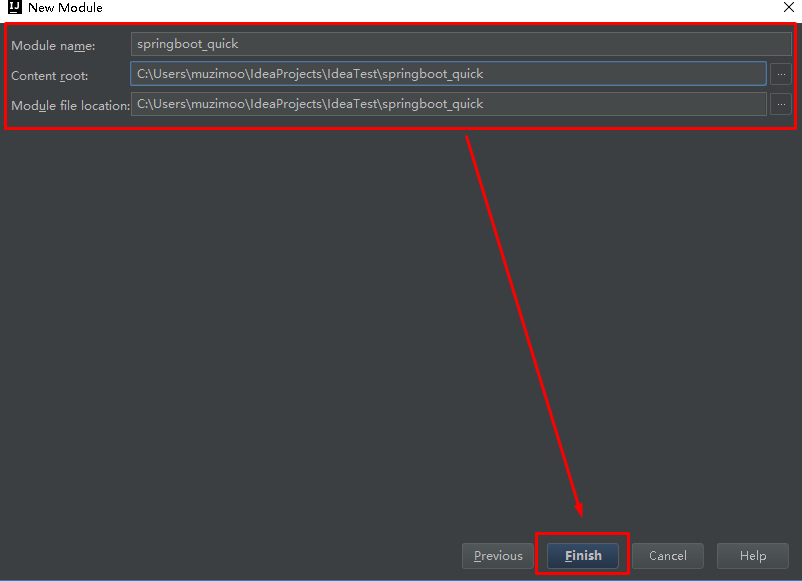 IJ New Module
Module name: springboot_quick
Content root: C:\Users\muzimoo\IdeaProjects\IdeaTest\springboot_quick ...
Module file location: C:\Users\muzimoo\IdeaProjects\IdeaTest\springboot_quick ...
Previous Finish Cancel Help